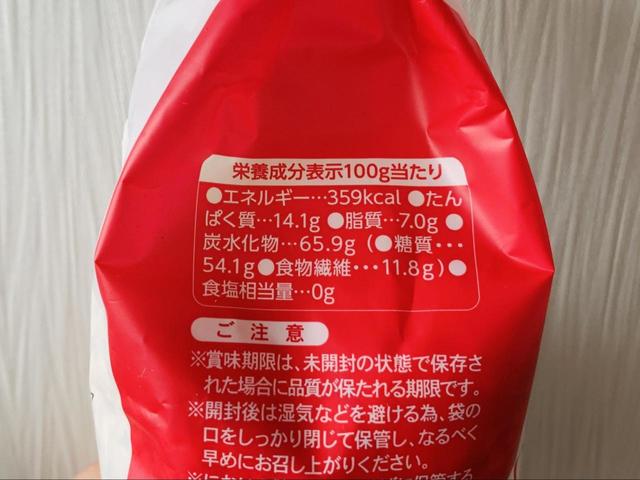 栄養成分表示100g当たり
●エネルギー…359kcal ●たん
ぱく質…14.1g ●脂質…7.0g ●
炭水化物…65.9g（●糖質･･･
54.1g●食物繊維･･･11.8g）●
食塩相当量…0g
ご注意
※賞味期限は、未開封の状態で保存さ
れた場合に品質が保たれる期限です。
※開封後は湿気などを避ける為、袋の
口をしっかり閉じて保管し、なるべく
早めにお召し上がりください。